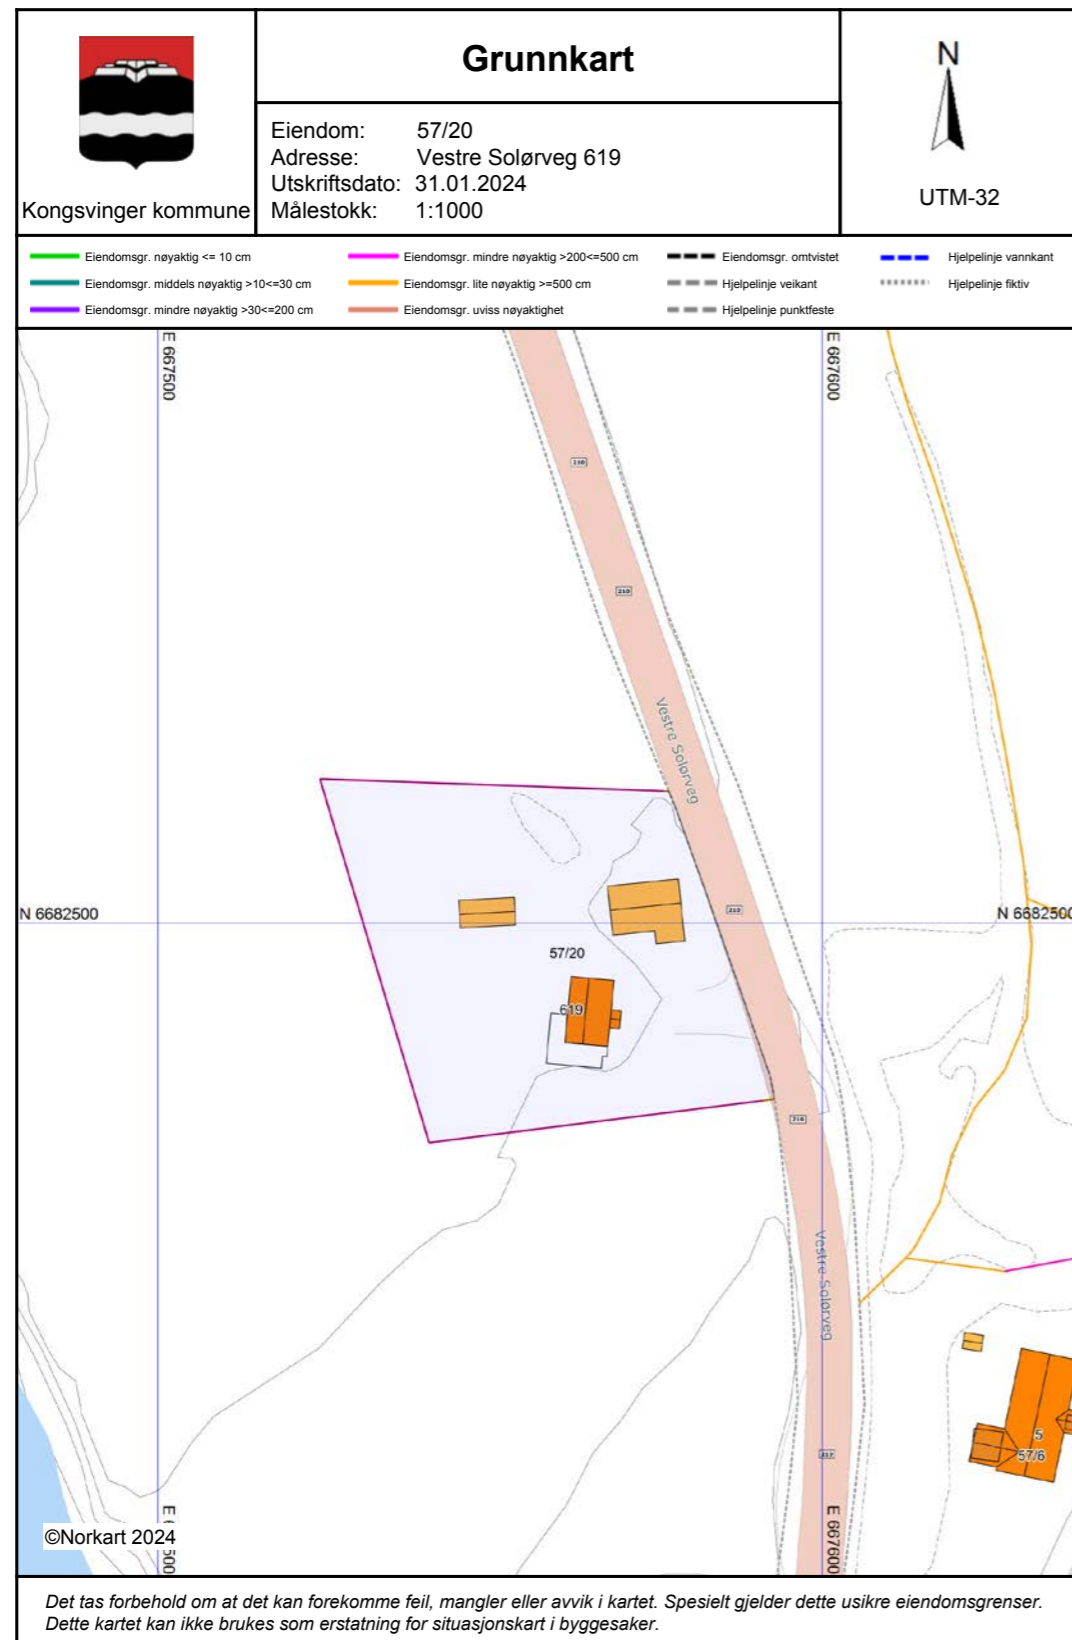 Grunnkart
N
Eiendom: 57/20
Adresse: Vestre Solørveg 619
Utskriftsdato: 31.01.2024
Målestokk: 1:1000
Kongsvinger kommune
UTM-32
Eiendomsgr. nøyaktig <= 10 cm
Eiendomsgr. middels nøyaktig >10<=30 cm
Eiendomsgr. mindre nøyaktig >30<=200 cm
Eiendomsgr. mindre nøyaktig >200<=500 cm
Eiendomsgr. lite nøyaktig >=500 cm
Eiendomsgr. uviss nøyaktighet
Eiendomsgr. omtvistet
Hjelpelinje veikant
Hjelpelinje punktfeste
Hjelpelinje vannkant
Hjelpelinje fiktiv
E 667500
E 667600
210
210
Vestre Solørveg
N 6682500
210
N 6682500
57/20
619
210
Vestre Solørveg
5
57/6
210
E 667600
©Norkart 2024
Det tas forbehold om at det kan forekomme feil, mangler eller avvik i kartet. Spesielt gjelder dette usikre eiendomsgrenser.
Dette kartet kan ikke brukes som erstatning for situasjonskart i byggesaker.